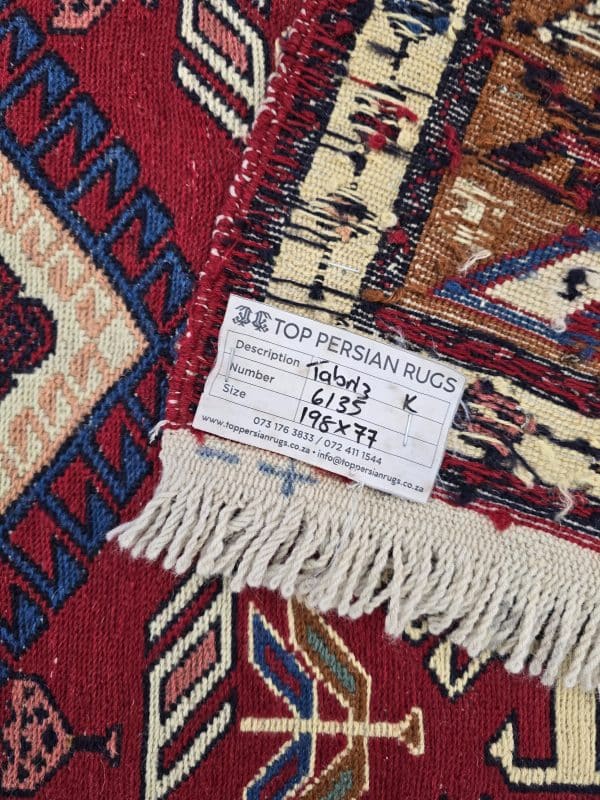 TOP PERSIAN RUGS
Description Tabriz K
Number 6135
Size 198x77
073 176 3833 / 072 411 1544
www.toppersianrugs.co.za • info@toppersianrugs.co.za